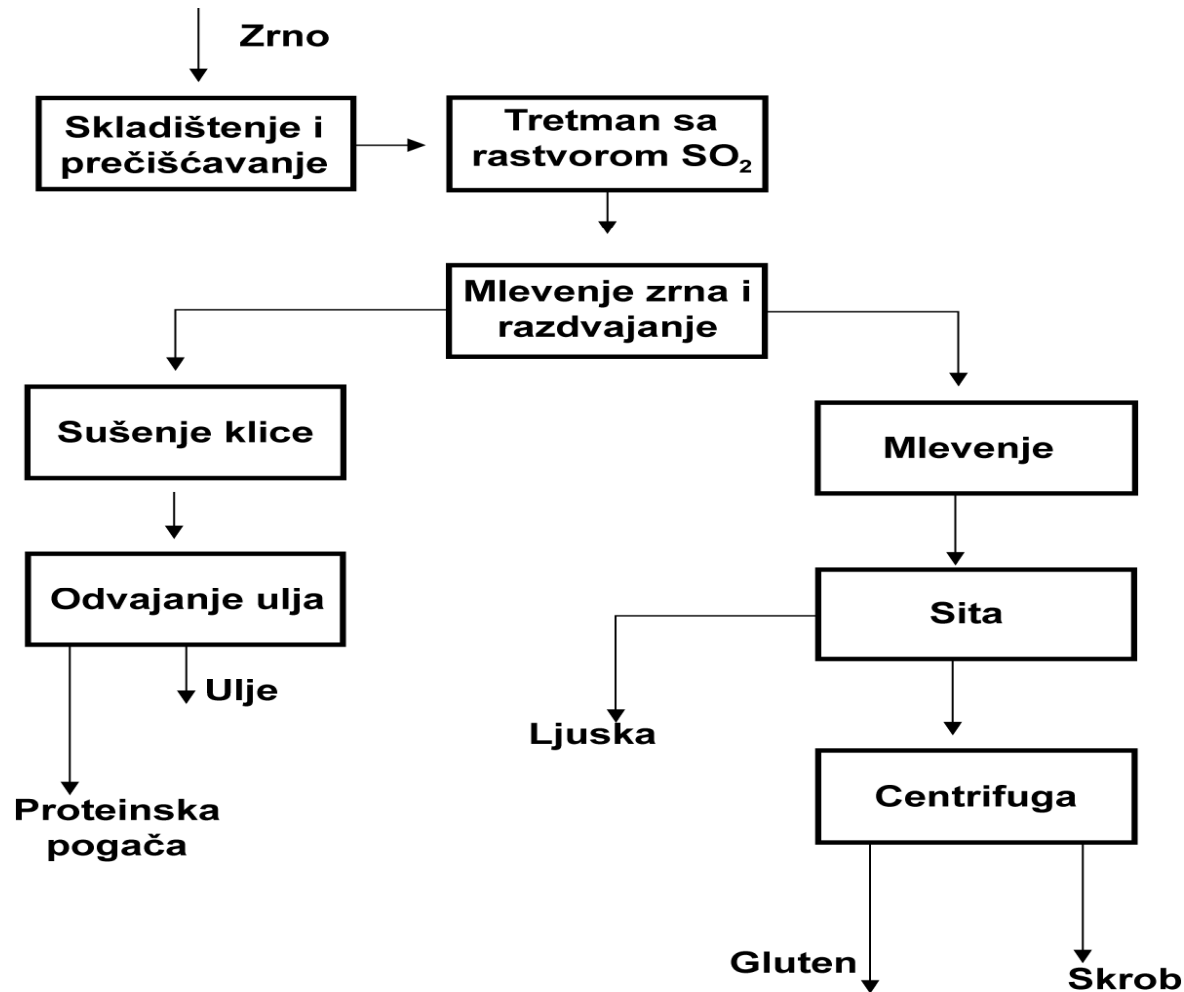 Zrno
Skladištenje i
prečišćavanje
Tretman sa
rastvorom SO₂
Mlevenje zrna i
razdvajanje
Sušenje klice
Mlevenje
Odvajanje ulja
Sita
Ulje
Ljuska
Proteinska
pogača
Centrifuga
Gluten
Skrob